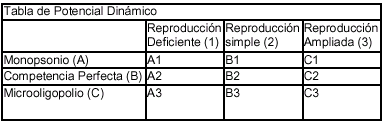 Tabla de Potencial Dinámico
Reproducción Deficiente (1) Reproducción simple (2) Reproducción Ampliada (3)
Monopsonio (A) A1 B1 C1
Competencia Perfecta (B) A2 B2 C2
Microoligopolio (C) A3 B3 C3